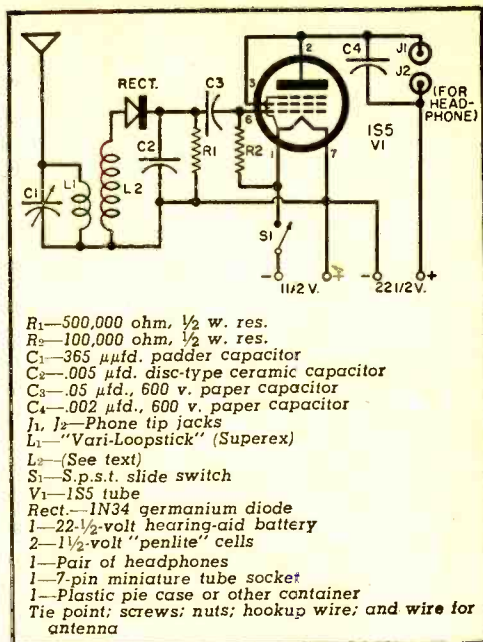 RECT.
C3
3
2
C4
J1
J2
(FOR
HEAD-
PHONE)
6
1S5
V1
C2
R1
R2
1
7
C1
L1
L2
S1
-
11/2 V.
+
-
221/2V.
+
R1—500,000 ohm, ½ w. res.
R2—100,000 ohm, ½ w. res.
C1—365 μμfd. padder capacitor
C2—.005 μfd. disc-type ceramic capacitor
C3—.05 μfd., 600 v. paper capacitor
C4—.002 μfd., 600 v. paper capacitor
J1, J2—Phone tip jacks
L1—"Vari-Loopstick" (Superex)
L2—(See text)
S1—S.p.s.t. slide switch
V1—1S5 tube
Rect.—1N34 germanium diode
1—22-½-volt hearing-aid battery
2—1½-volt "penlite" cells
1—Pair of headphones
1—7-pin miniature tube socket
1—Plastic pie case or other container
Tie point; screws; nuts; hookup wire; and wire for
antenna